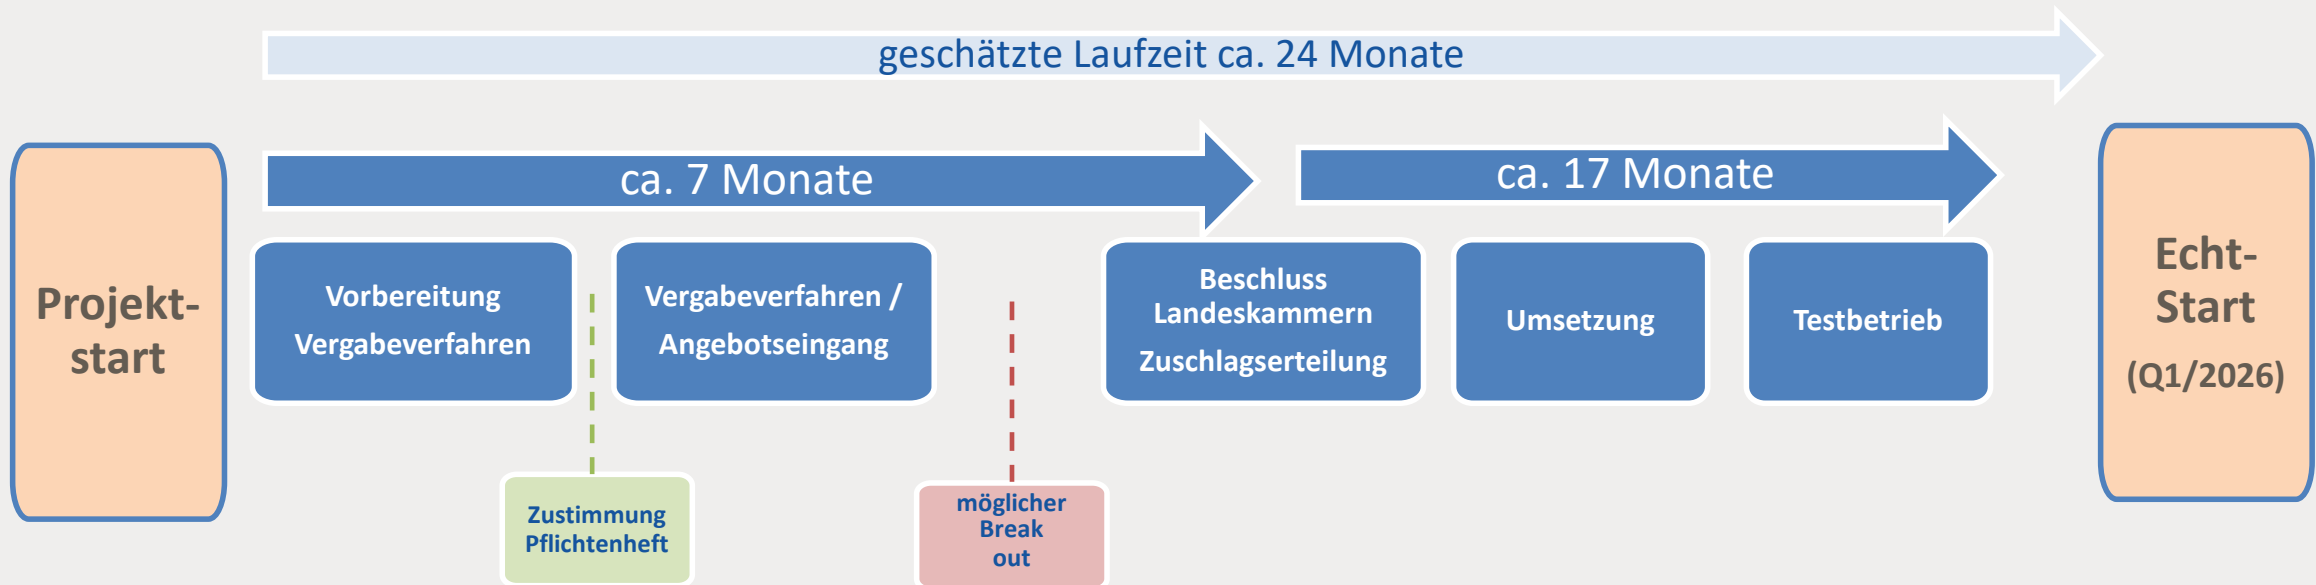 geschätzte Laufzeit ca. 24 Monate
ca. 7 Monate
ca. 17 Monate
Projekt-
start
Vorbereitung
Vergabeverfahren
Vergabeverfahren /
Angebotseingang
Beschluss
Landeskammern
Zuschlagserteilung
Umsetzung
Testbetrieb
Echt-
Start
(Q1/2026)
Zustimmung
Pflichtenheft
möglicher
Break
out